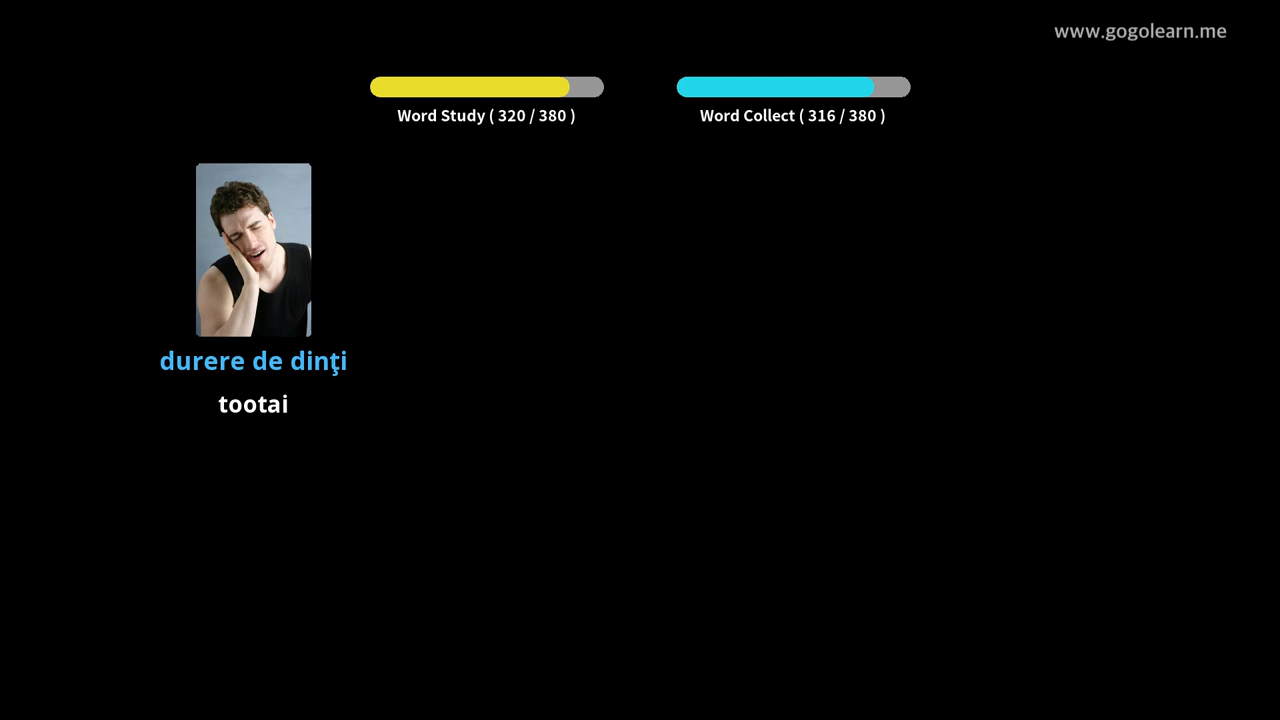 www.gogolearn.me
Word Study ( 320 / 380 )
Word Collect ( 316 / 380 )
durere de dinţi
tootai